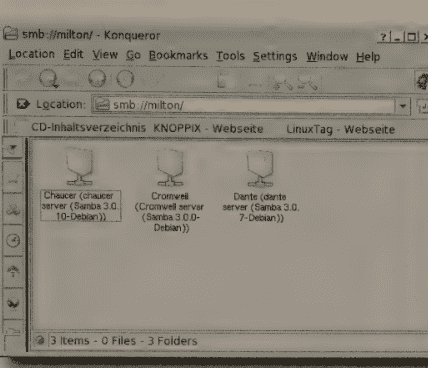 smb://milton/ - Konqueror
Location Edit View Go Bookmarks Tools Settings Window Help
Location: smb://milton/
CD-Inhaltsverzeichnis KNOPPIX - Webseite LinuxTag - Webseite
Chaucer (chaucer
server (Samba 3.0.
10-Debian))
Cromwell
(Cromwell server
(Samba 3.0.0-
Debian))
Dante (dante
server (Samba 3.0.
7-Debian))
3 Items - 0 Files - 3 Folders